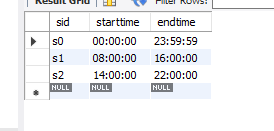 Result Grid Filter Rows:
sid starttime endtime
s0 00:00:00 23:59:59
s1 08:00:00 16:00:00
s2 14:00:00 22:00:00
NULL NULL NULL